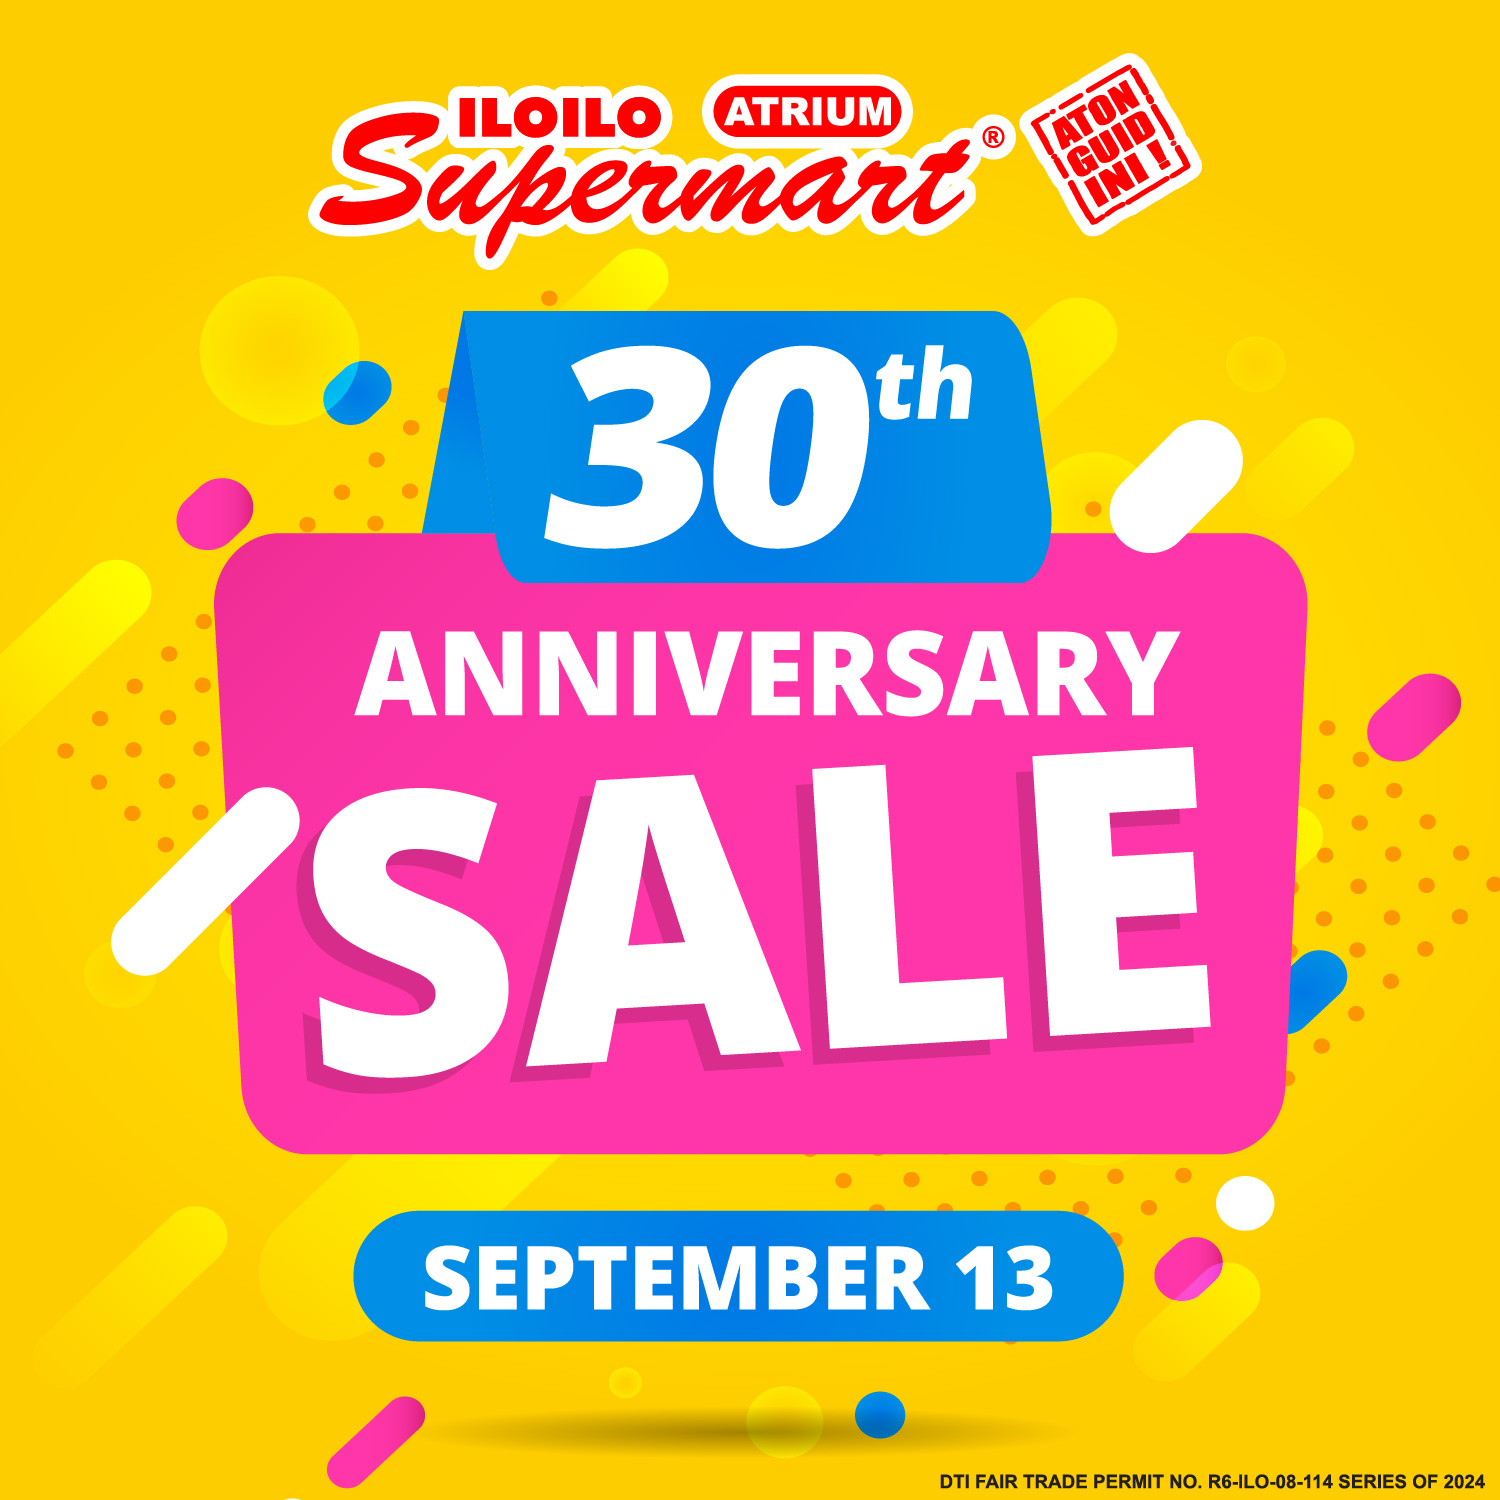 ILOILO ATRIUM
Supermart®
ATON
GUID
INI !
30th
ANNIVERSARY
SALE
SEPTEMBER 13
DTI FAIR TRADE PERMIT NO. R6-ILO-08-114 SERIES OF 2024